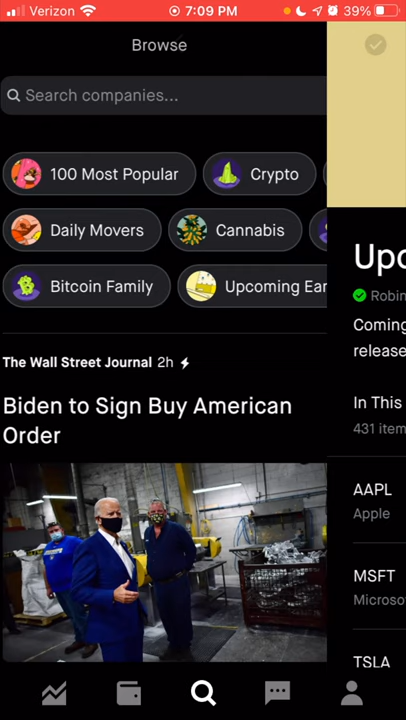 Verizon 7:09 PM 39%
Browse
Search companies...
100 Most Popular
Crypto
Daily Movers
Cannabis
Bitcoin Family
Upcoming Ear
The Wall Street Journal 2h
Biden to Sign Buy American
Order
Upc
Robin
Coming
release
In This
431 item
AAPL
Apple
MSFT
Microso
TSLA